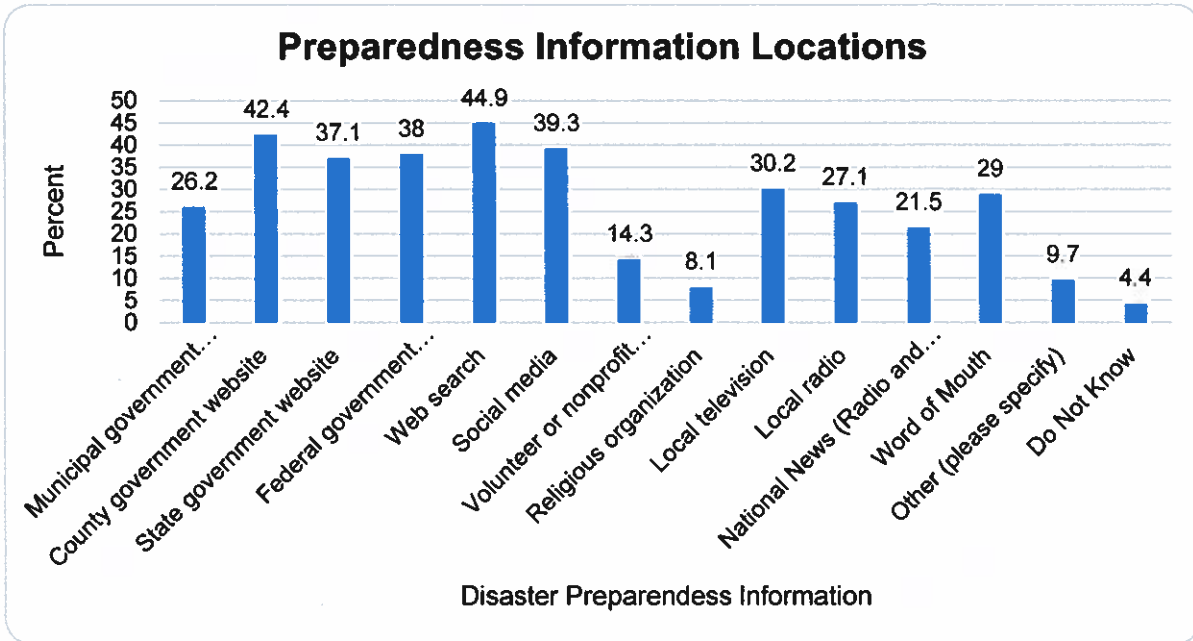 Preparedness Information Locations
Percent
50
45
40
35
30
25
20
15
10
5
0
26.2
42.4
37.1
38
44.9
39.3
14.3
8.1
30.2
27.1
21.5
29
9.7
4.4
Municipal government...
County government website
State government website
Federal government...
Web search
Social media
Volunteer or nonprofit...
Religious organization
Local television
Local radio
National News (Radio and...
Word of Mouth
Other (please specify)
Do Not Know
Disaster Preparendess Information